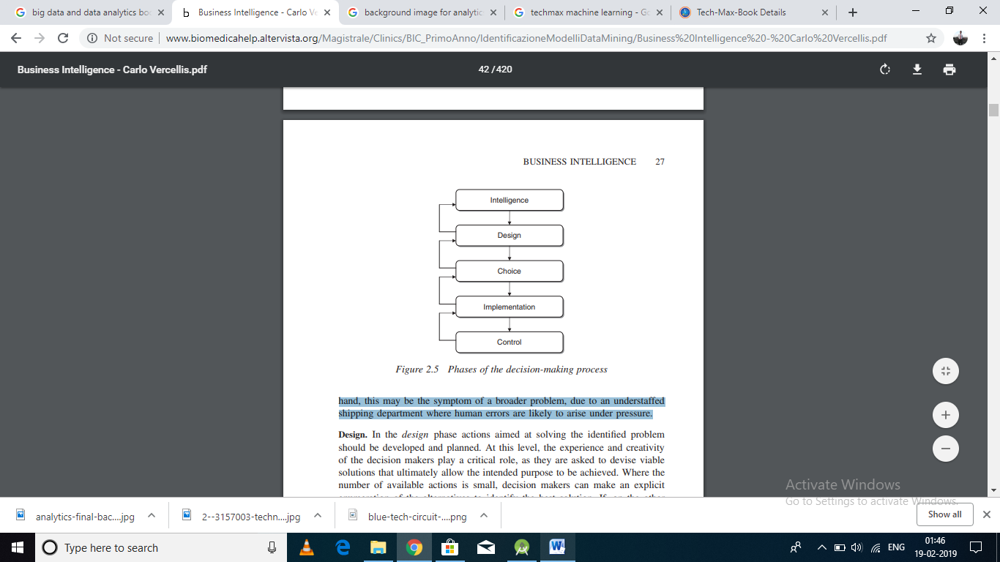 big data and data analytics bo
Business Intelligence - Carlo Ve
background image for analytic
techmax machine learning - Go
Tech-Max-Book Details
Not secure
www.biomedicahelp.altervista.org/Magistrale/Clinics/BIC_PrimoAnno/IdentificazioneModelliDataMining/Business%20Intelligence%20-%20Carlo%20Vercellis.pdf
Business Intelligence - Carlo Vercellis.pdf
42 / 420
BUSINESS INTELLIGENCE 27
Intelligence
Design
Choice
Implementation
Control
Figure 2.5 Phases of the decision-making process
hand, this may be the symptom of a broader problem, due to an understaffed
shipping department where human errors are likely to arise under pressure.
Design. In the design phase actions aimed at solving the identified problem
should be developed and planned. At this level, the experience and creativity
of the decision makers play a critical role, as they are asked to devise viable
solutions that ultimately allow the intended purpose to be achieved. Where the
number of available actions is small, decision makers can make an explicit
Activate Windows
Go to Settings to activate Windows.
analytics-final-bac....jpg
2--3157003-techn....jpg
blue-tech-circuit-....png
Show all
Type here to search
ENG
01:46
19-02-2019